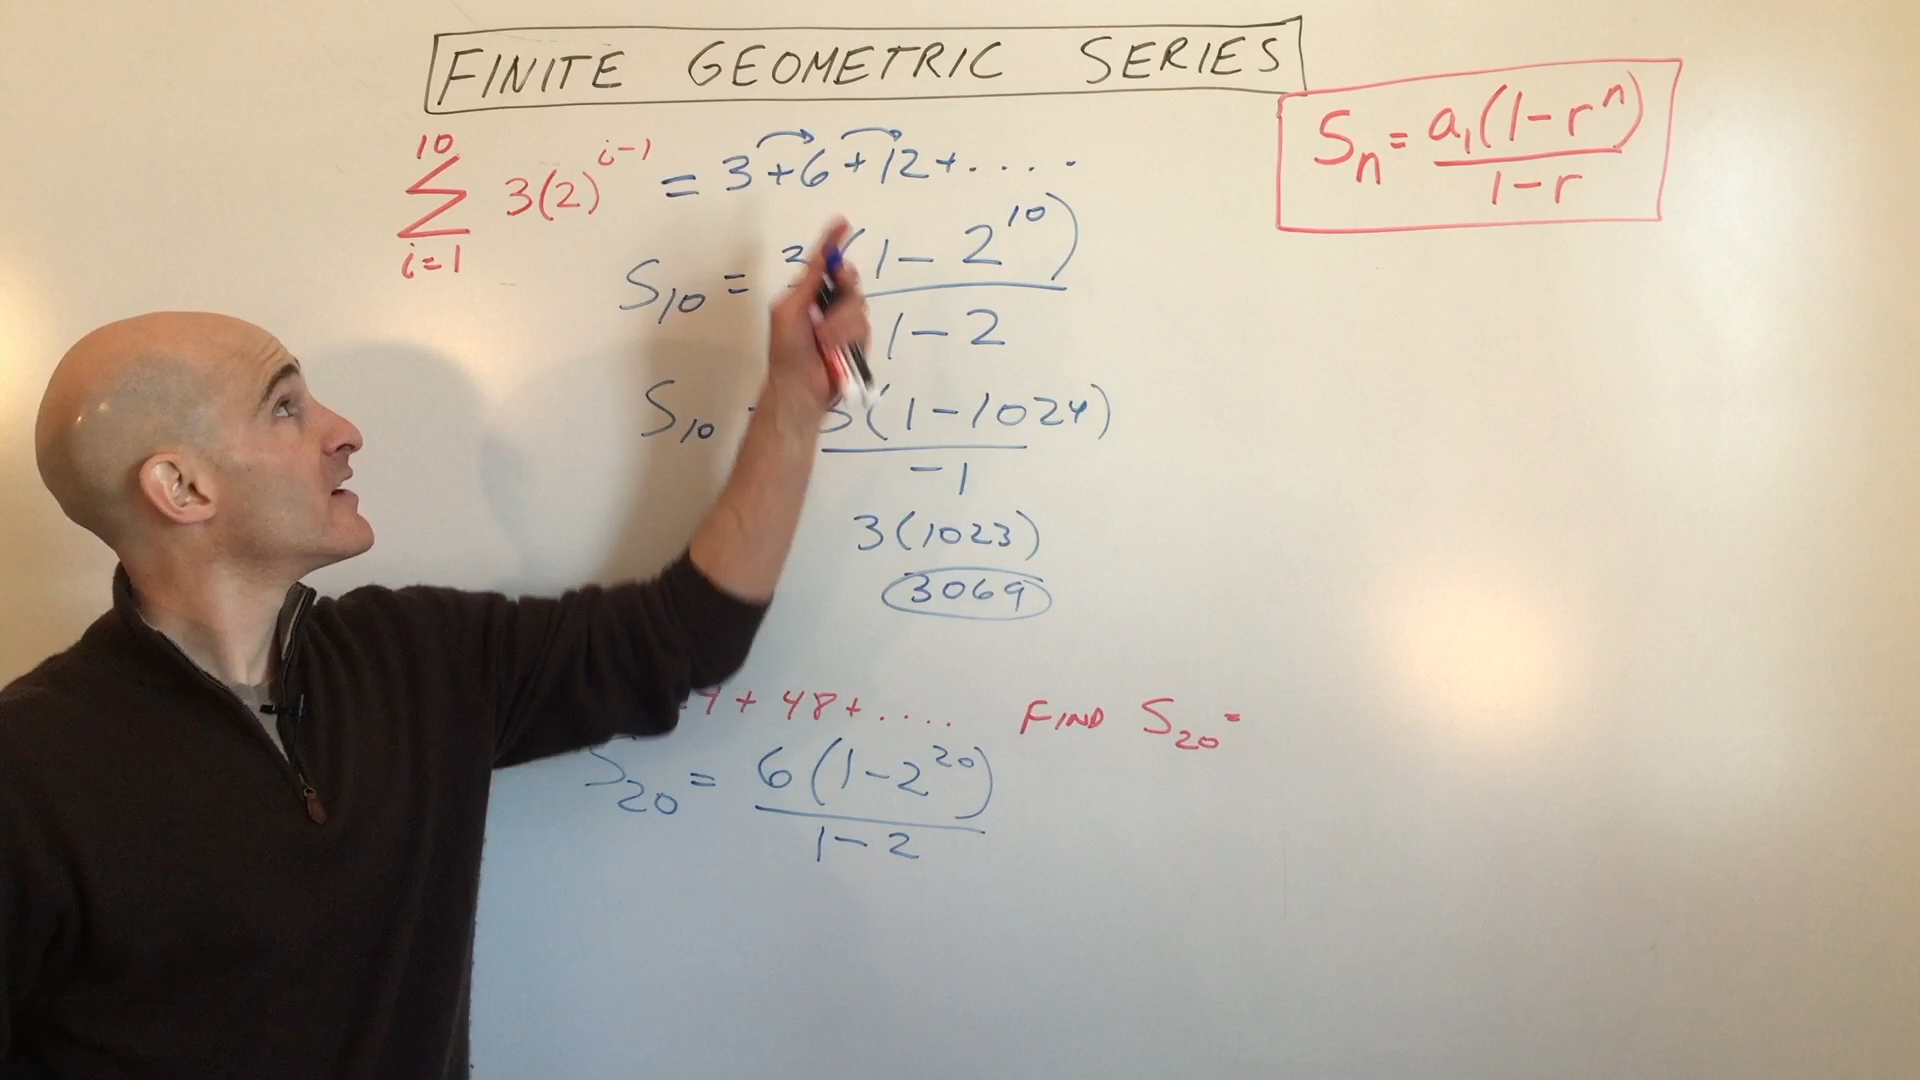 FINITE GEOMETRIC SERIES
Sₙ = a₁(1-rⁿ) / 1-r
10 Σ i=1 3(2)^(i-1) = 3+6+12+....
S₁₀ = (1-2¹⁰) / 1-2
S₁₀ 3(1-1024) / -1
3(1023)
3069
4 + 48 + .... FIND S₂₀ =
S₂₀ = 6(1-2²⁰) / 1-2